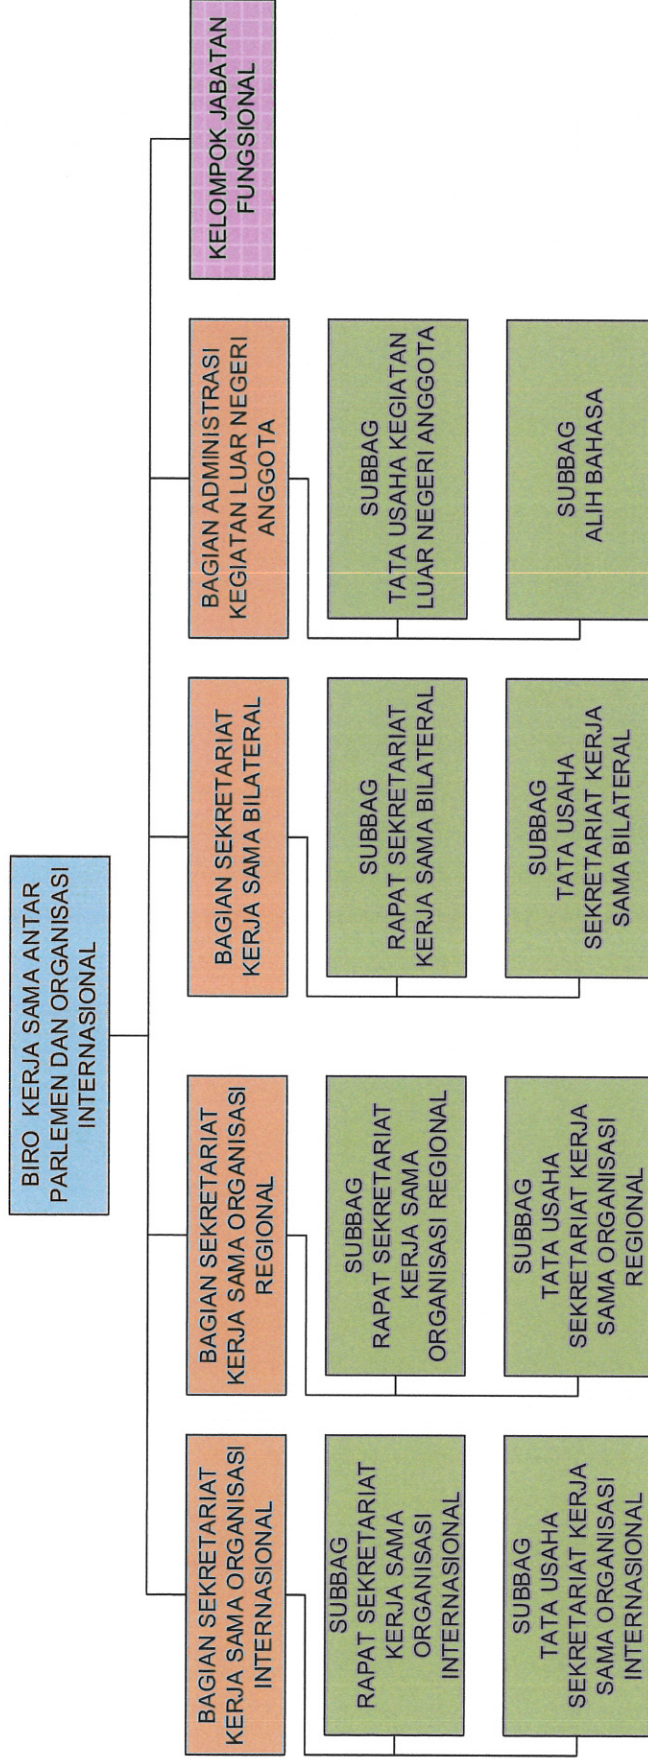 BIRO KERJA SAMA ANTAR
PARLEMEN DAN ORGANISASI
INTERNASIONAL
BAGIAN SEKRETARIAT
KERJA SAMA ORGANISASI
INTERNASIONAL
SUBBAG
RAPAT SEKRETARIAT
KERJA SAMA
ORGANISASI
INTERNASIONAL
SUBBAG
TATA USAHA
SEKRETARIAT KERJA
SAMA ORGANISASI
INTERNASIONAL
BAGIAN SEKRETARIAT
KERJA SAMA ORGANISASI
REGIONAL
SUBBAG
RAPAT SEKRETARIAT
KERJA SAMA
ORGANISASI REGIONAL
SUBBAG
TATA USAHA
SEKRETARIAT KERJA
SAMA ORGANISASI
REGIONAL
BAGIAN SEKRETARIAT
KERJA SAMA BILATERAL
SUBBAG
RAPAT SEKRETARIAT
KERJA SAMA BILATERAL
SUBBAG
TATA USAHA
SEKRETARIAT KERJA
SAMA BILATERAL
BAGIAN ADMINISTRASI
KEGIATAN LUAR NEGERI
ANGGOTA
SUBBAG
TATA USAHA KEGIATAN
LUAR NEGERI ANGGOTA
SUBBAG
ALIH BAHASA
KELOMPOK JABATAN
FUNGSIONAL